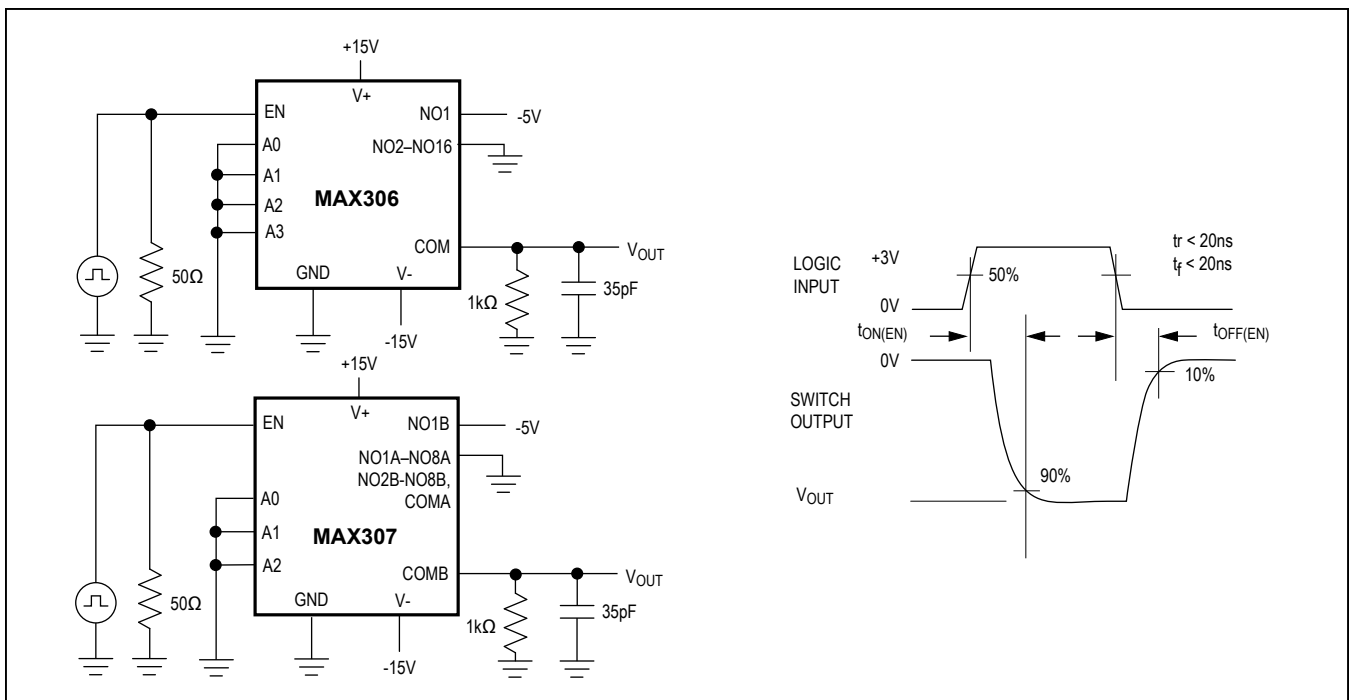 +15V
V+
EN
NO1
-5V
A0
NO2–NO16
A1
A2
MAX306
A3
COM
VOUT
50Ω
GND
V-
1kΩ
35pF
-15V
+15V
V+
EN
NO1B
-5V
NO1A–NO8A
NO2B-NO8B,
COMA
A0
A1
MAX307
A2
COMB
VOUT
50Ω
GND
V-
1kΩ
35pF
-15V
LOGIC
INPUT
+3V
50%
0V
tr < 20ns
tf < 20ns
tON(EN)
tOFF(EN)
0V
10%
SWITCH
OUTPUT
90%
VOUT